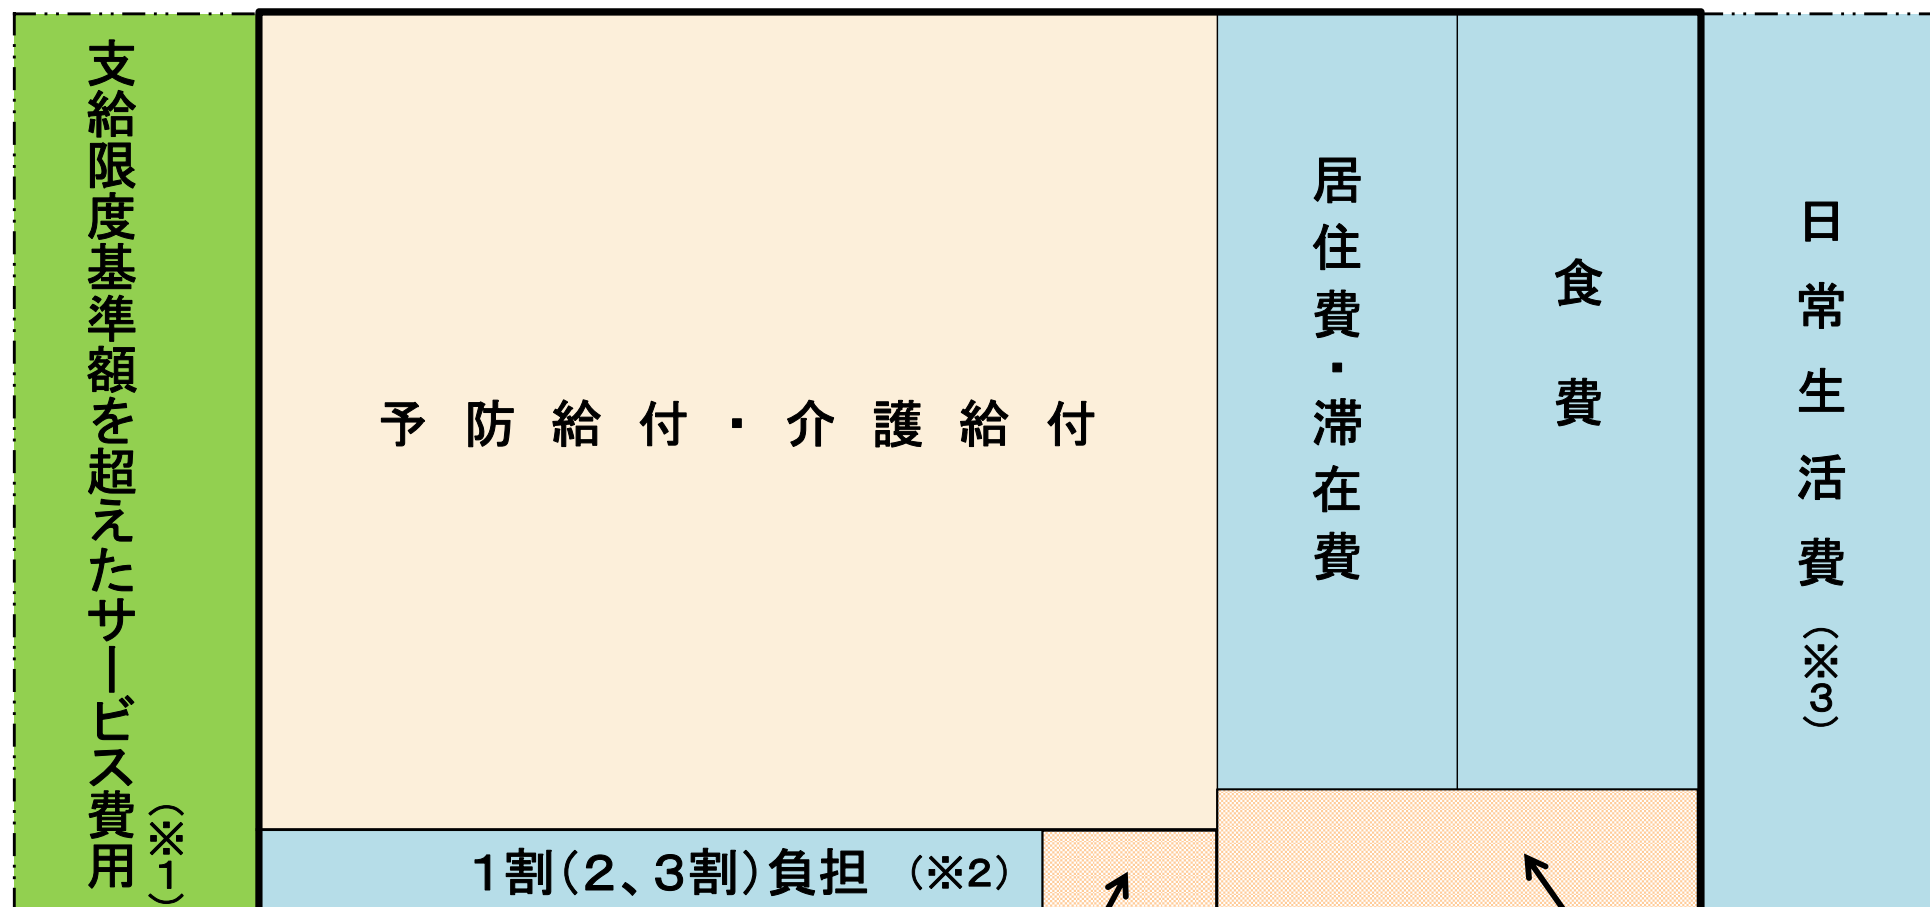 支給限度基準額を超えたサービス費用
（※１）
予防給付・介護給付
１割（２、３割）負担 （※２）
居住費・滞在費
食費
日常生活費（※３）